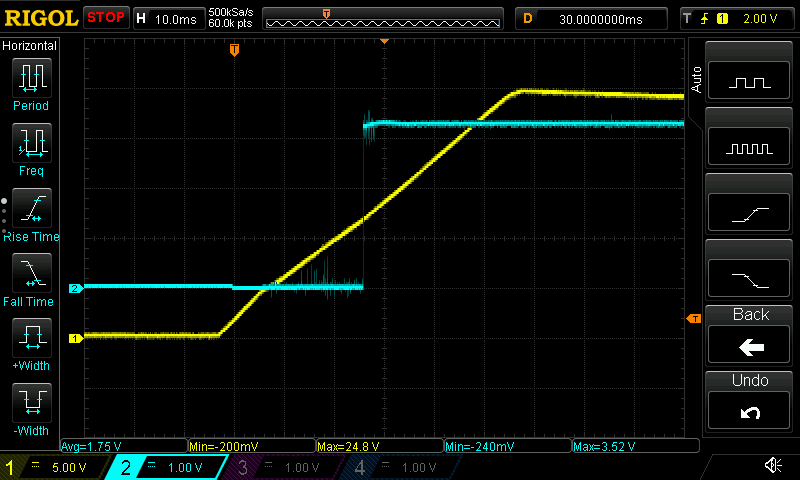 RIGOL STOP H 10.0ms 500kSa/s 60.0k pts T D 30.0000000ms T 1 2.00 V
Horizontal
Period
Freq
Rise Time
Fall Time
+Width
-Width
T
2
1
T
Auto
Back
Undo
Avg=1.75 V Min=-200mV Max=24.8 V Min=-240mV Max=3.52 V
1 5.00 V 2 1.00 V 3 1.00 V 4 1.00 V